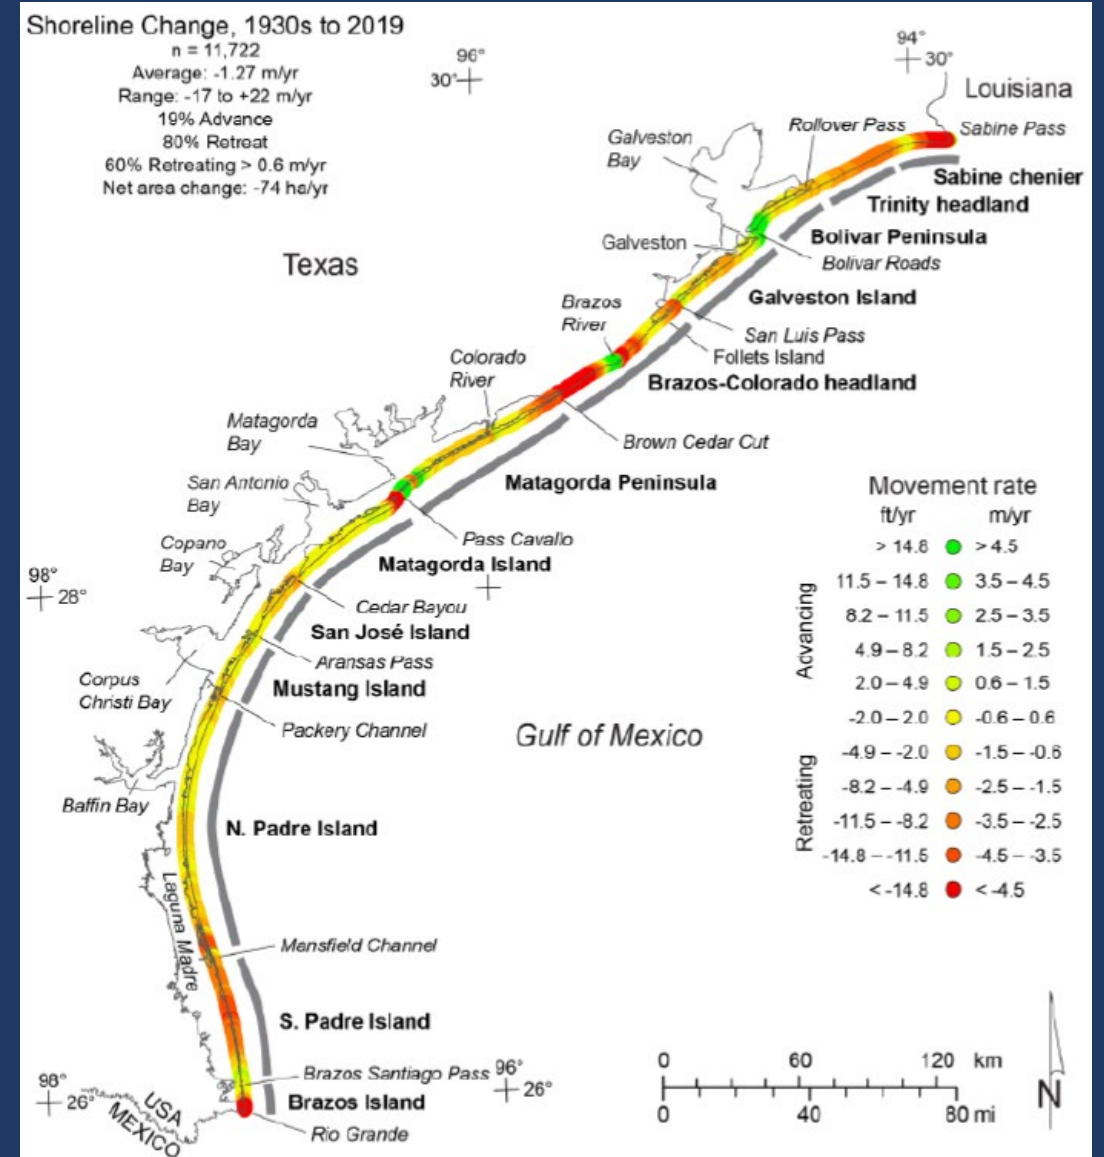 Shoreline Change, 1930s to 2019
n = 11,722
Average: -1.27 m/yr
Range: -17 to +22 m/yr
19% Advance
80% Retreat
60% Retreating > 0.6 m/yr
Net area change: -74 ha/yr
96°
30°
94°
30°
Louisiana
Sabine Pass
Rollover Pass
Galveston
Bay
Sabine chenier
Trinity headland
Bolivar Peninsula
Bolivar Roads
Galveston
Texas
Galveston Island
Brazos
River
San Luis Pass
Follets Island
Brazos-Colorado headland
Colorado
River
Brown Cedar Cut
Matagorda
Bay
Matagorda Peninsula
San Antonio
Bay
Pass Cavallo
Copano
Bay
Matagorda Island
98°
28°
Cedar Bayou
San José Island
Aransas Pass
Corpus
Christi Bay
Mustang Island
Packery Channel
Gulf of Mexico
Baffin Bay
N. Padre Island
Laguna Madre
Mansfield Channel
S. Padre Island
Brazos Santiago Pass
96°
26°
98°
26°
Brazos Island
USA
MEXICO
Rio Grande
Movement rate
ft/yr m/yr
Advancing
> 14.8 > 4.5
11.5 – 14.8 3.5 – 4.5
8.2 – 11.5 2.5 – 3.5
4.9 – 8.2 1.5 – 2.5
2.0 – 4.9 0.6 – 1.5
-2.0 – 2.0 -0.6 – 0.6
Retreating
-4.9 – -2.0 -1.5 – -0.6
-8.2 – -4.9 -2.5 – -1.5
-11.5 – -8.2 -3.5 – -2.5
-14.8 – -11.5 -4.5 – -3.5
< -14.8 < -4.5
0 60 120 km
0 40 80 mi
N